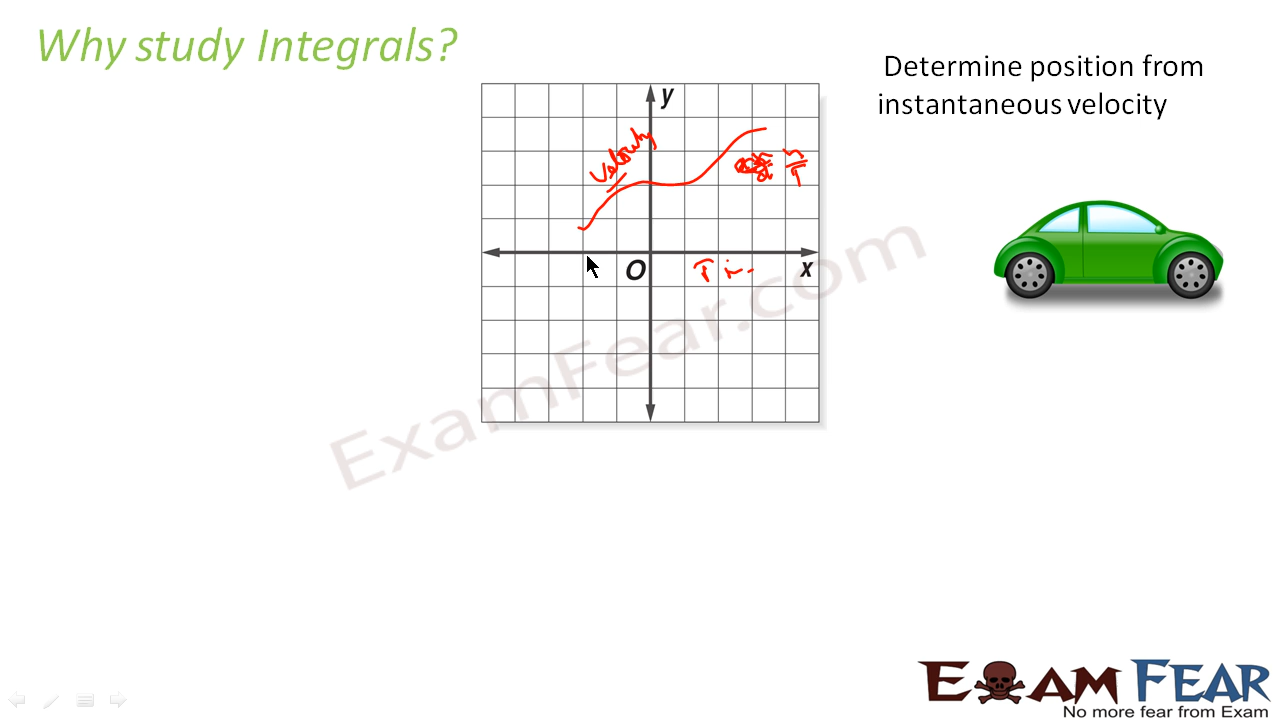 Why study Integrals?
Determine position from
instantaneous velocity
y
Velocity
O
x
ExamFear.com
EXAM FEAR
No more fear from Exam